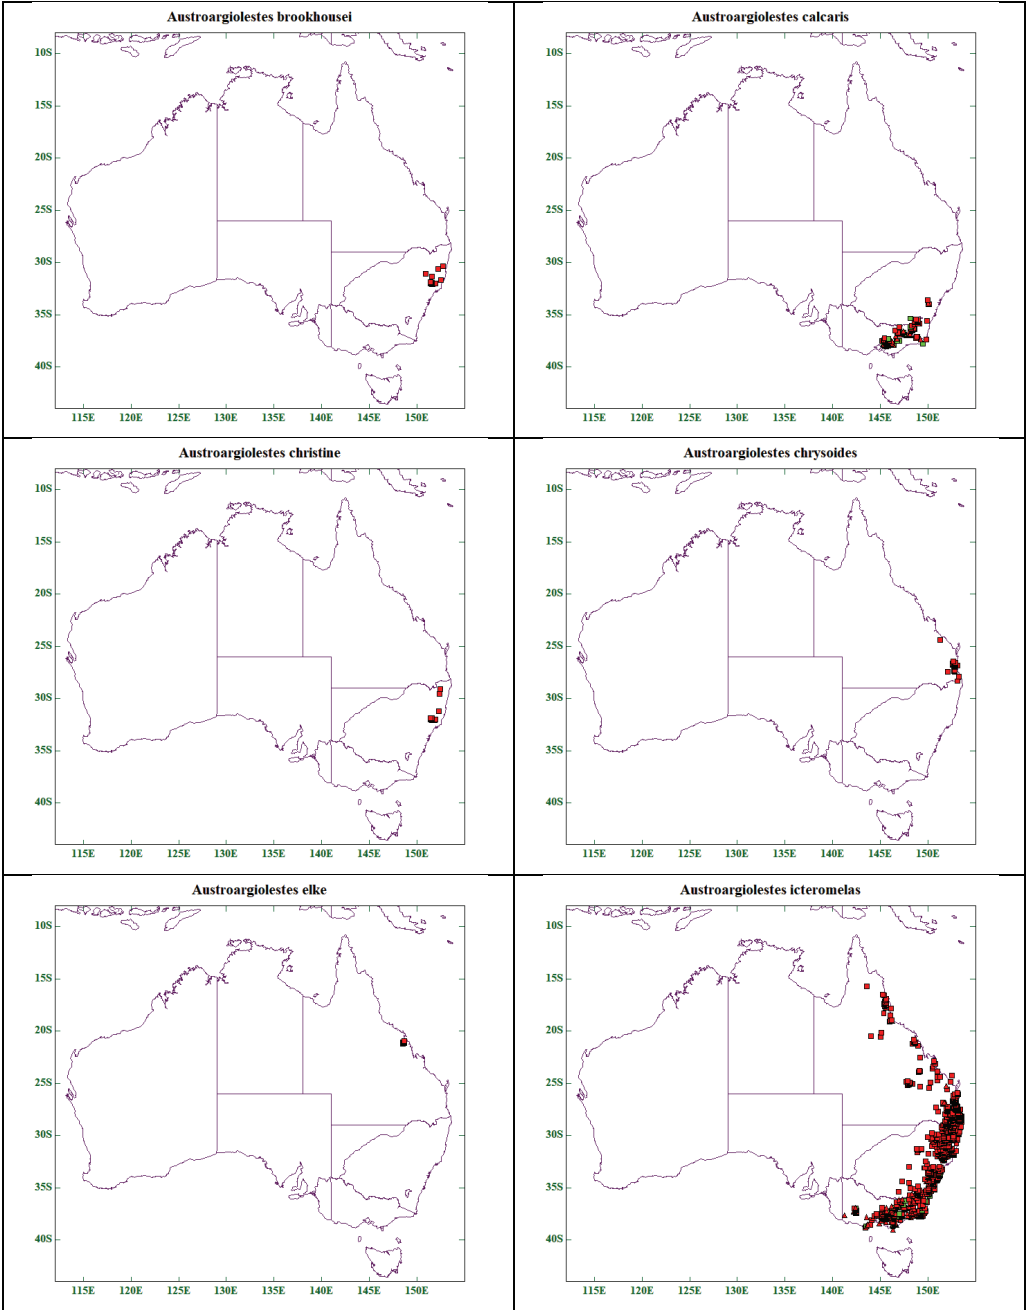 Austroargiolestes brookhousei
10S
15S
20S
25S
30S
35S
40S
115E 120E 125E 130E 135E 140E 145E 150E
Austroargiolestes calcaris
10S
15S
20S
25S
30S
35S
40S
115E 120E 125E 130E 135E 140E 145E 150E
Austroargiolestes christine
10S
15S
20S
25S
30S
35S
40S
115E 120E 125E 130E 135E 140E 145E 150E
Austroargiolestes chrysoides
10S
15S
20S
25S
30S
35S
40S
115E 120E 125E 130E 135E 140E 145E 150E
Austroargiolestes elke
10S
15S
20S
25S
30S
35S
40S
115E 120E 125E 130E 135E 140E 145E 150E
Austroargiolestes icteromelas
10S
15S
20S
25S
30S
35S
40S
115E 120E 125E 130E 135E 140E 145E 150E